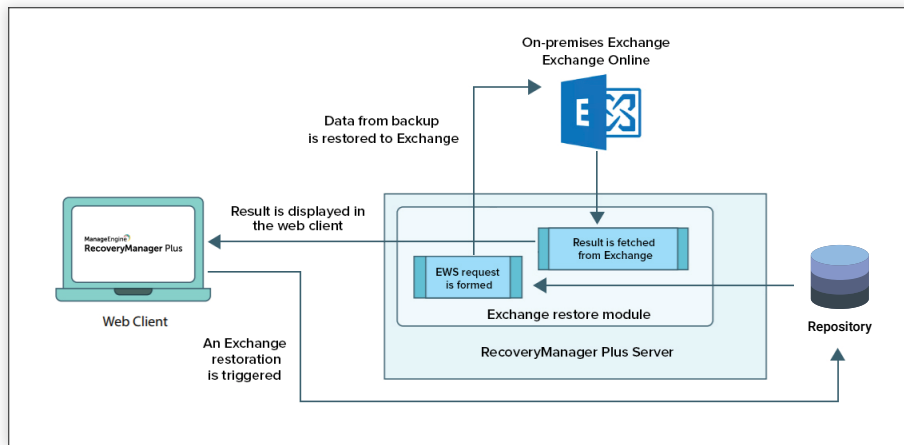 On-premises Exchange
Exchange Online
Data from backup
is restored to Exchange
Result is displayed in
the web client
ManageEngine
RecoveryManager Plus
Result is fetched
from Exchange
EWS request
is formed
Exchange restore module
RecoveryManager Plus Server
Web Client
Repository
An Exchange
restoration
is triggered
E